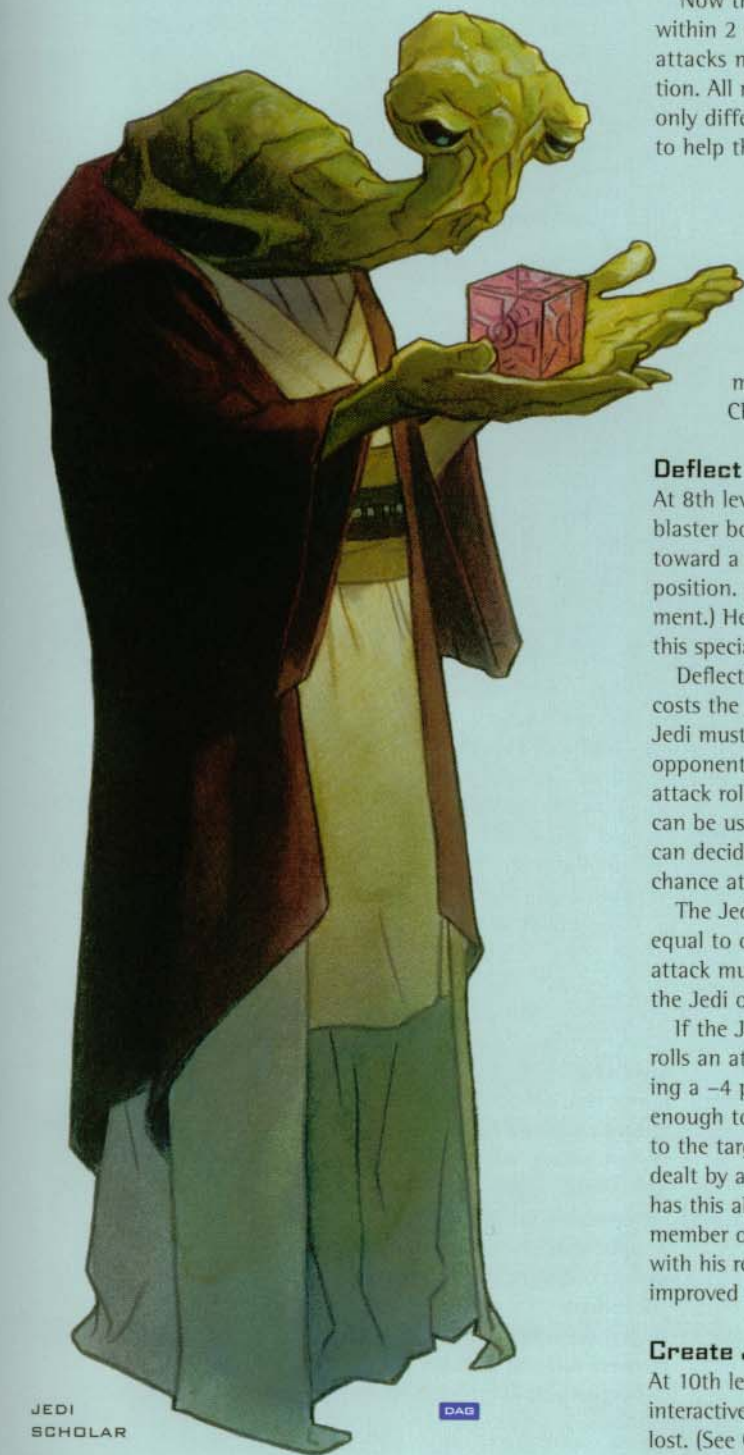 Now th
within 2
attacks m
tion. All r
only diffe
to help th
m
Cl
Deflect
At 8th lev
blaster bo
toward a
position.
ment.) He
this specia
Deflect
costs the
Jedi must
opponent
attack rol
can be us
can decid
chance at
The Jed
equal to o
attack mu
the Jedi o
If the J
rolls an at
ing a –4 p
enough to
to the targ
dealt by a
has this al
member o
with his re
improved
Create J
At 10th le
interactive
lost. (See
JEDI
SCHOLAR
DAG